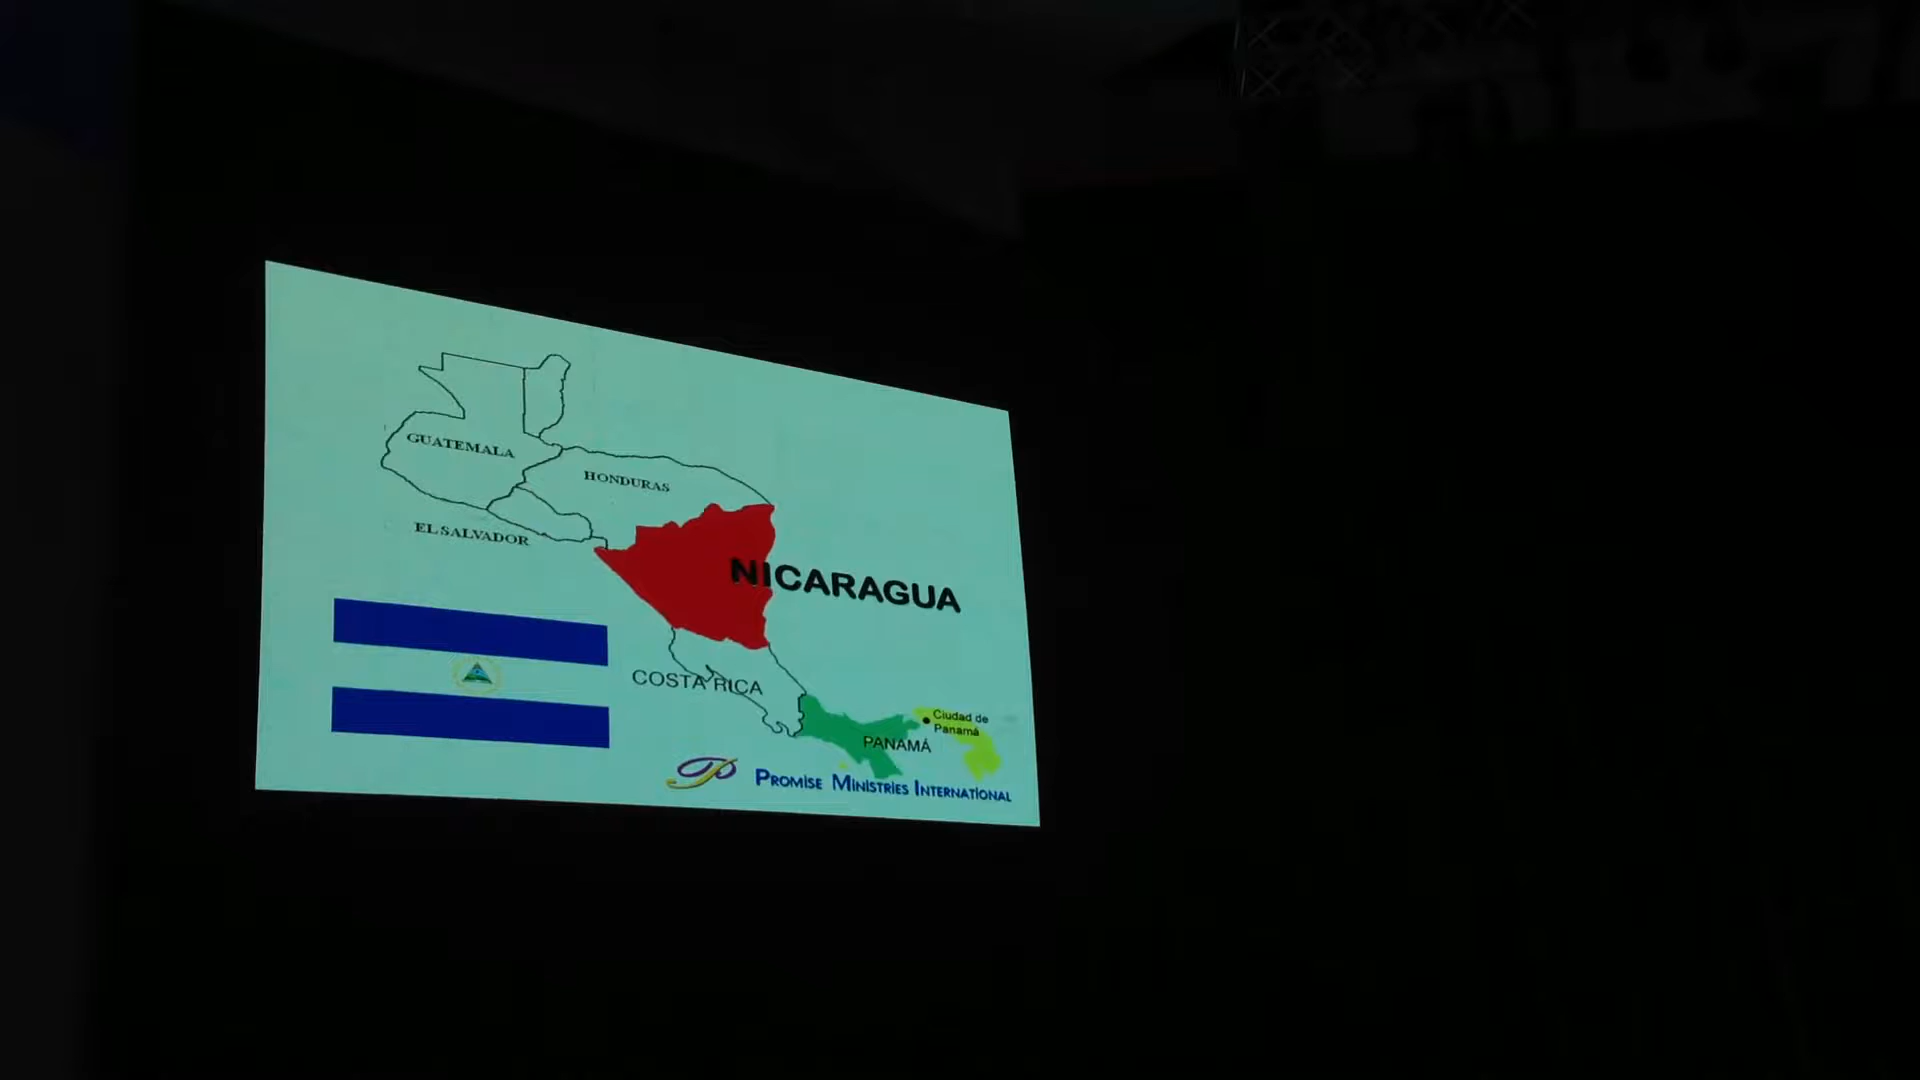 GUATEMALA
HONDURAS
EL SALVADOR
NICARAGUA
COSTA RICA
Ciudad de
Panamá
PANAMÁ
PROMISE MINISTRIES INTERNATIONAL